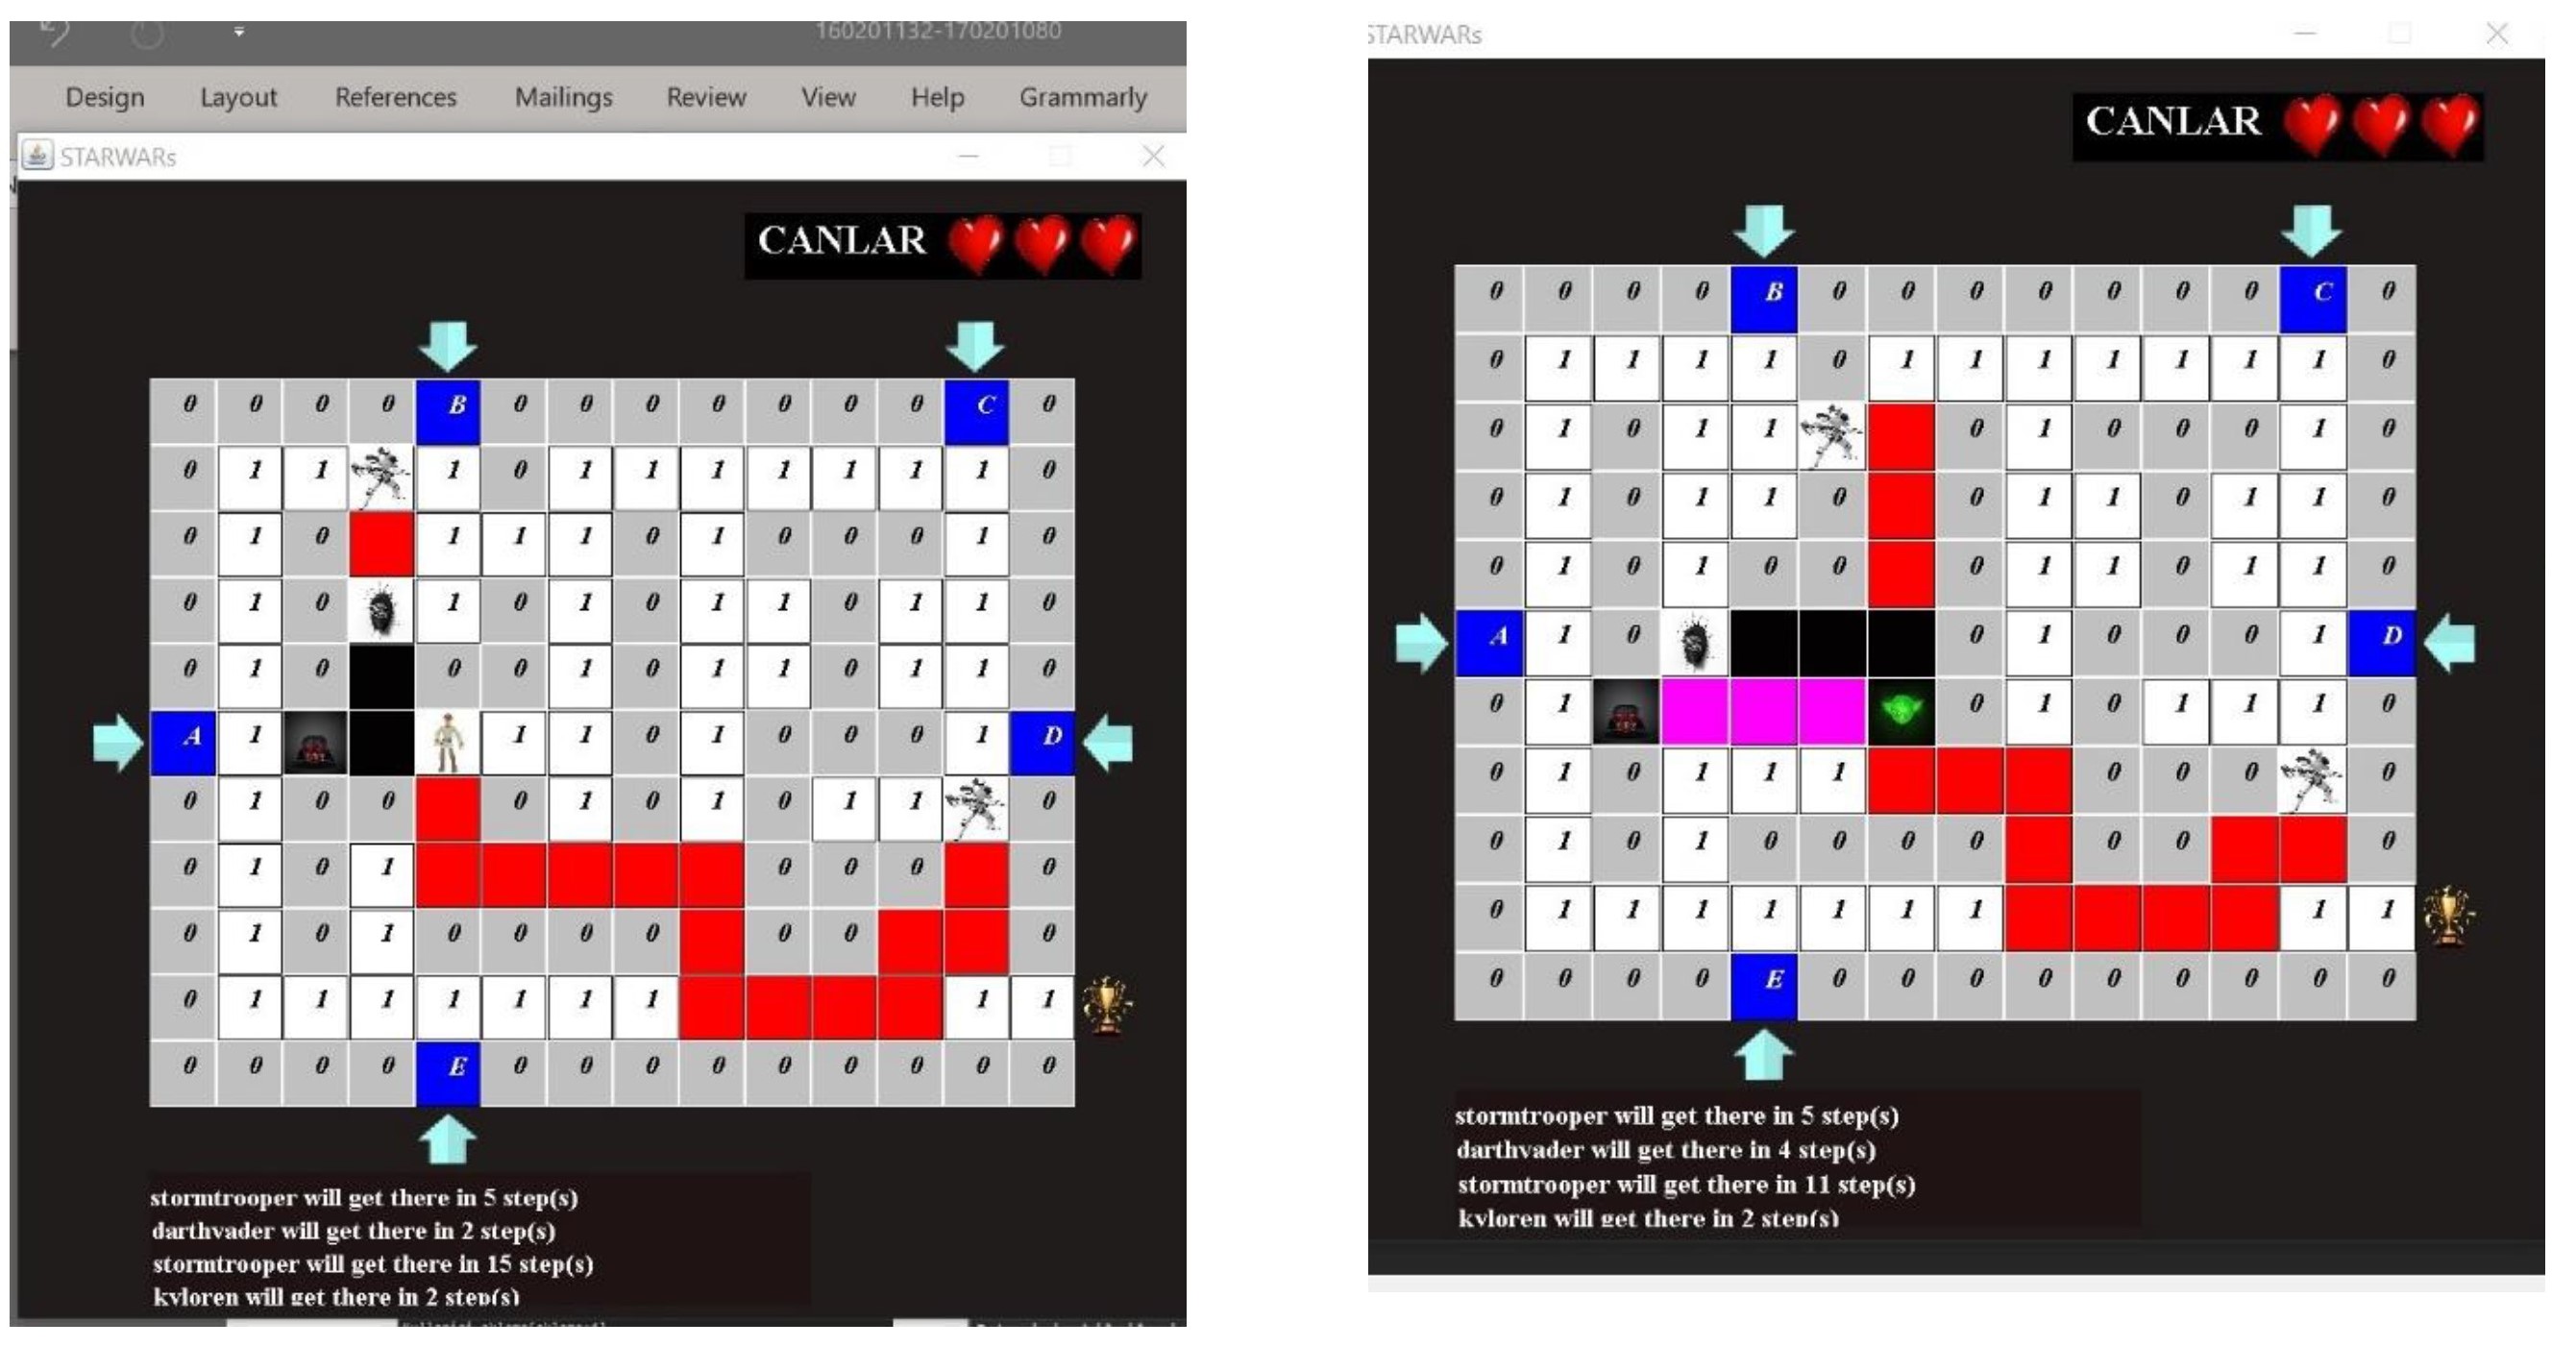 160201132-170201080
Design Layout References Mailings Review View Help Grammarly
STARWARs
CANLAR
0 0 0 0 B 0 0 0 0 0 0 0 C 0
0 1 1 1 0 1 1 1 1 1 1 1 0
0 1 0 1 1 1 0 1 0 0 0 1 0
0 1 0 1 0 1 0 1 1 0 1 1 0
0 1 0 0 0 1 0 1 1 0 1 1 0
A 1 1 1 0 1 0 0 0 1 D
0 1 0 0 0 1 0 1 0 1 1 0
0 1 0 1 0 0 0 0
0 1 0 1 0 0 0 0 0 0 0
0 1 1 1 1 1 1 1 1 1
0 0 0 0 E 0 0 0 0 0 0 0 0 0
stormtrooper will get there in 5 step(s)
darthvader will get there in 2 step(s)
stormtrooper will get there in 15 step(s)
kyloren will get there in 2 step(s)
STARWARs
CANLAR
0 0 0 0 B 0 0 0 0 0 0 0 C 0
0 1 1 1 1 0 1 1 1 1 1 1 1 0
0 1 0 1 1 0 1 0 0 0 1 0
0 1 0 1 1 0 0 1 1 0 1 1 0
0 1 0 1 0 0 0 1 1 0 1 1 0
A 1 0 0 1 0 0 0 1 D
0 1 0 1 0 1 1 1 0
0 1 0 1 1 1 0 0 0 0
0 1 0 1 0 0 0 0 0 0 0
0 1 1 1 1 1 1 1 1 1
0 0 0 0 E 0 0 0 0 0 0 0 0 0
stormtrooper will get there in 5 step(s)
darthvader will get there in 4 step(s)
stormtrooper will get there in 11 step(s)
kyloren will get there in 2 step(s)